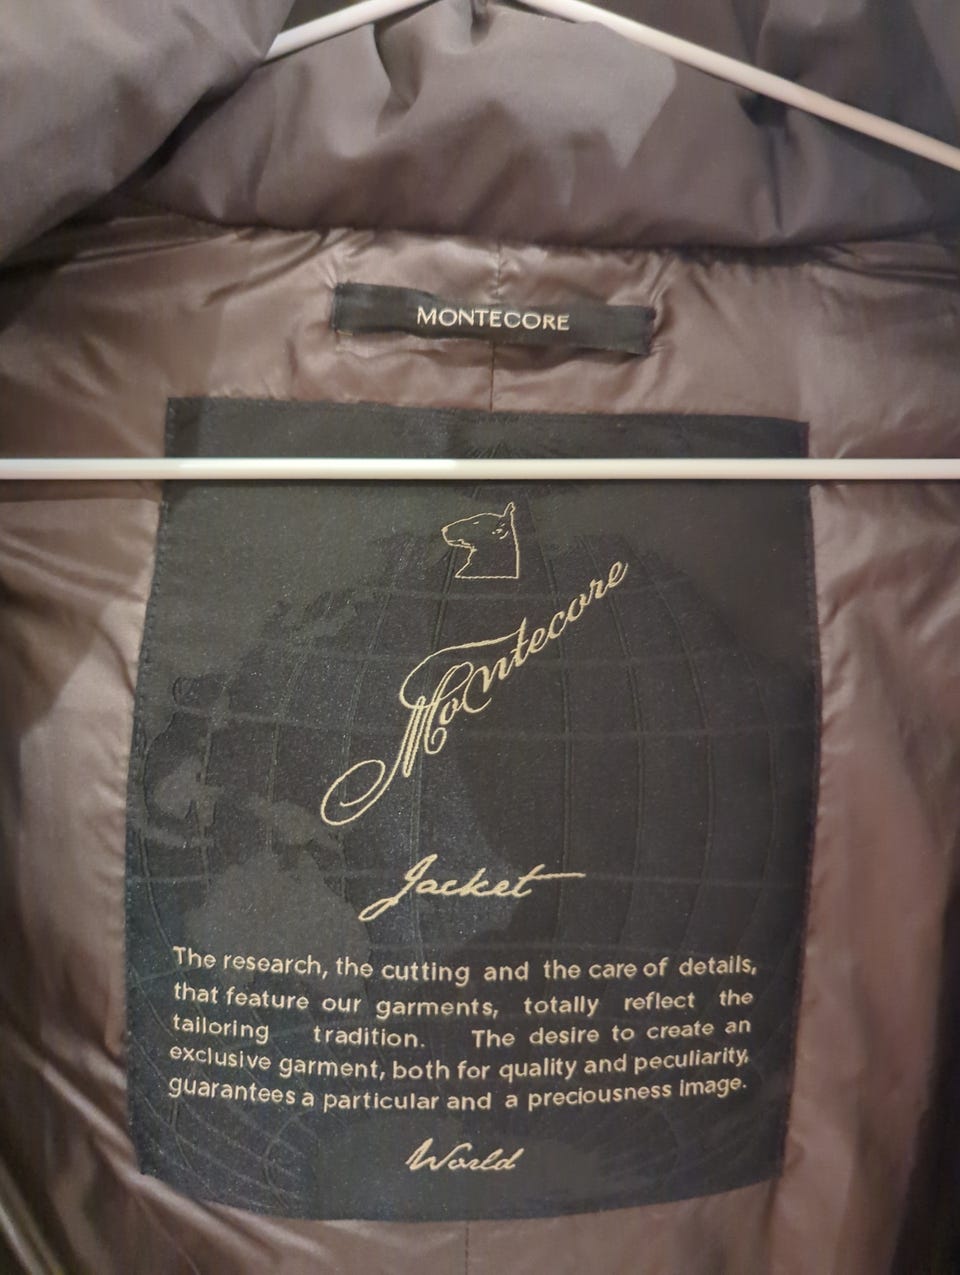 MONTECORE
Montecore
Jacket
The research, the cutting and the care of details,
that feature our garments, totally reflect the
tailoring tradition. The desire to create an
exclusive garment, both for quality and peculiarity,
guarantees a particular and a preciousness image.
World